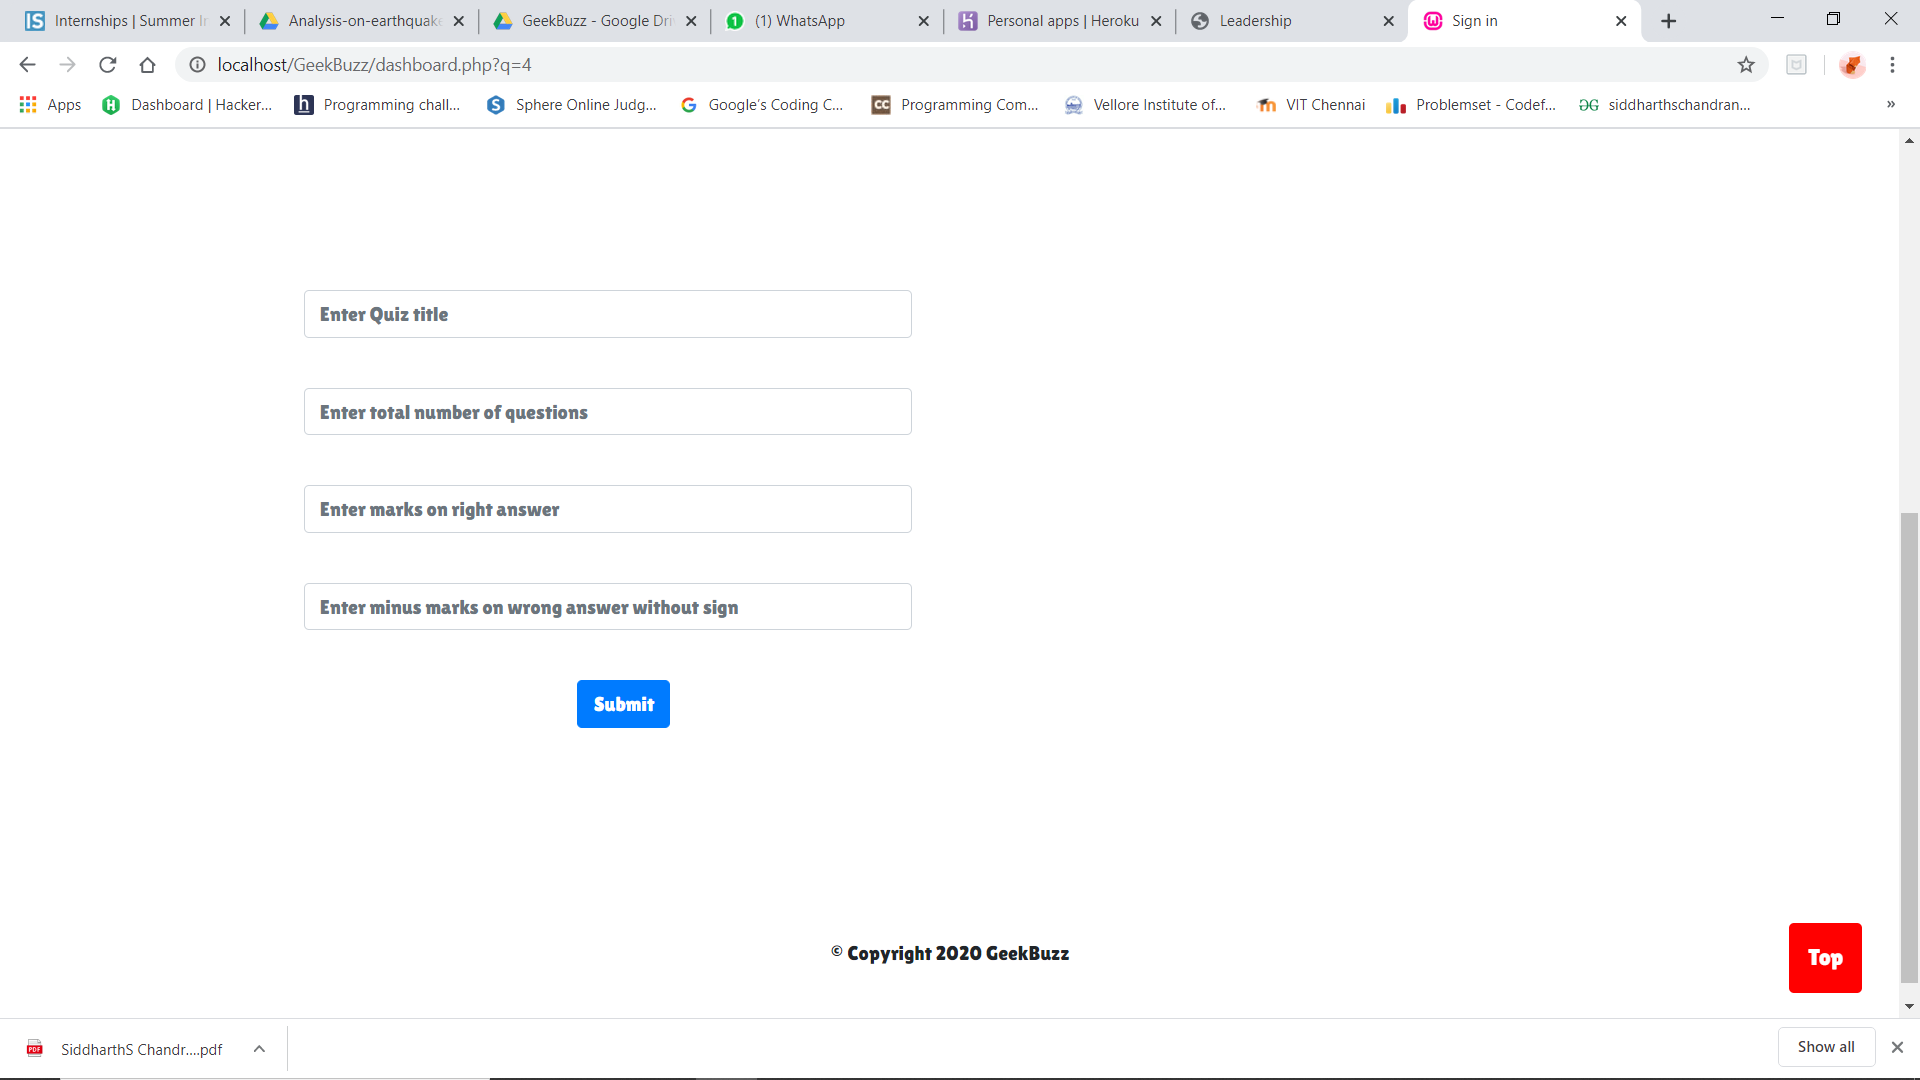 Internships | Summer I
Analysis-on-earthquake
GeekBuzz - Google Dri
(1) WhatsApp
Personal apps | Heroku
Leadership
Sign in
localhost/GeekBuzz/dashboard.php?q=4
Apps
Dashboard | Hacker...
Programming chall...
Sphere Online Judg...
Google's Coding C...
Programming Com...
Vellore Institute of...
VIT Chennai
Problemset - Codef...
siddharthschandran...
»
Enter Quiz title
Enter total number of questions
Enter marks on right answer
Enter minus marks on wrong answer without sign
Submit
© Copyright 2020 GeekBuzz
Top
SiddharthS Chandr....pdf
Show all